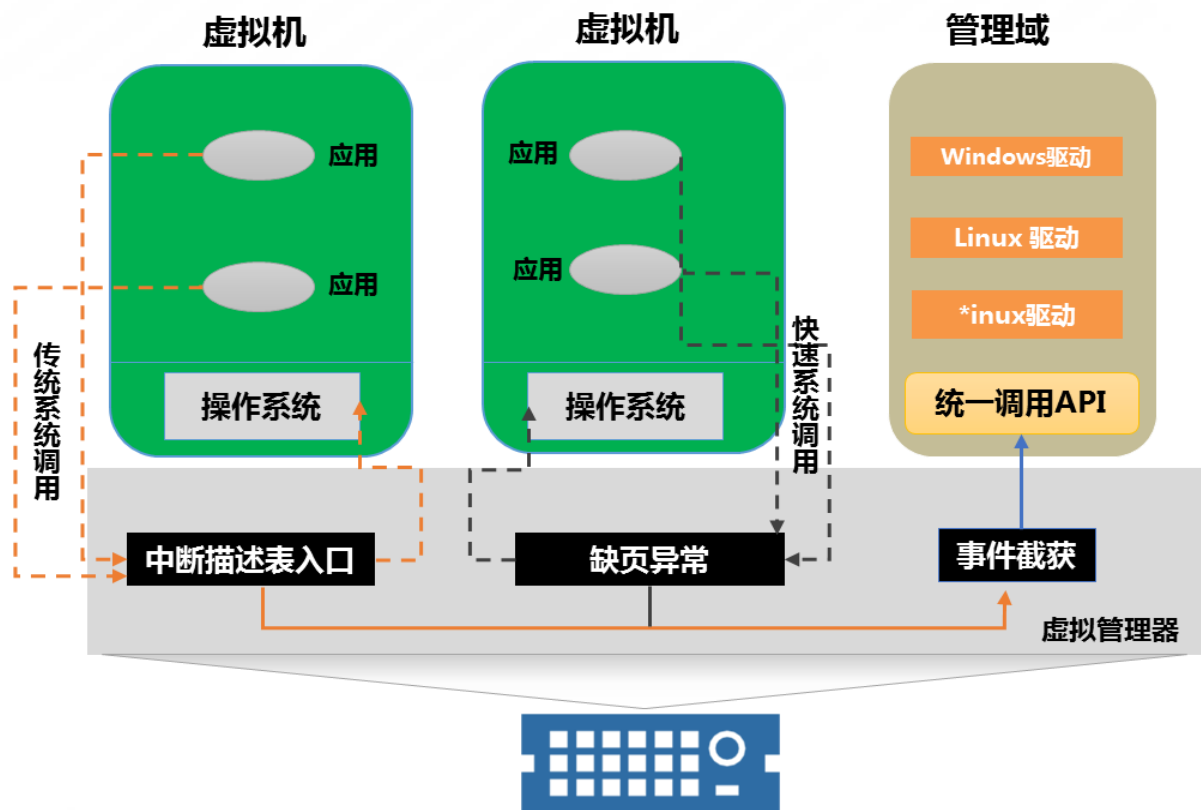 虚拟机
虚拟机
管理域
应用
应用
Windows驱动
应用
应用
Linux 驱动
*inux驱动
传统系统调用
快速系统调用
操作系统
操作系统
统一调用API
中断描述表入口
缺页异常
事件截获
虚拟管理器